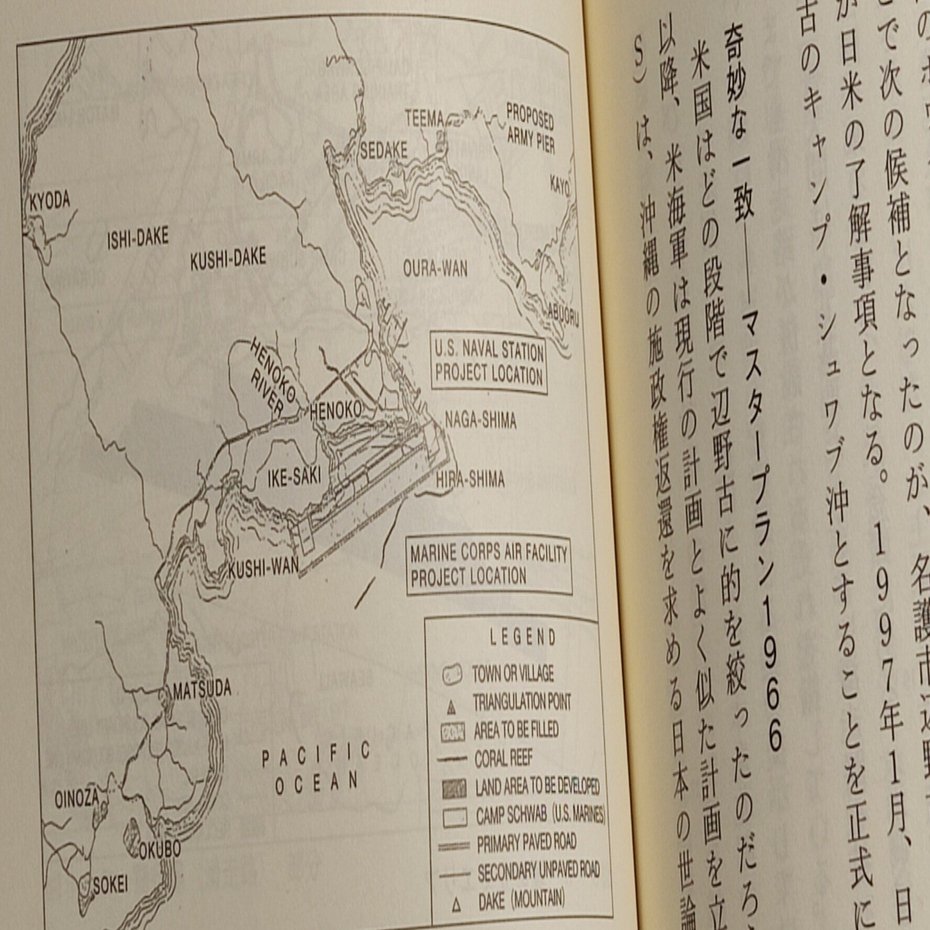 KYODA
ISHI-DAKE
KUSHI-DAKE
TEEMA
SEDAKE
PROPOSED
ARMY PIER
KAYO
OURA-WAN
ABUORU
U.S. NAVAL STATION
PROJECT LOCATION
HENOKO
RIVER
HENOKO
NAGA-SHIMA
IKE-SAKI
HIRA-SHIMA
KUSHI-WAN
MARINE CORPS AIR FACILITY
PROJECT LOCATION
MATSUDA
PACIFIC
OCEAN
OINOZA
OKUBO
SOKEI
LEGEND
TOWN OR VILLAGE
TRIANGULATION POINT
AREA TO BE FILLED
CORAL REEF
LAND AREA TO BE DEVELOPED
CAMP SCHWAB (U.S. MARINES)
PRIMARY PAVED ROAD
SECONDARY UNPAVED ROAD
DAKE (MOUNTAIN)
で次の候補となったのが、名護市辺野
が日米の了解事項となる。1997年1月、日
古のキャンプ・シュワブ沖とすることを正式に
奇妙な一致――マスタープラン1966
米国はどの段階で辺野古に的を絞ったのだろ
以降、米海軍は現行の計画とよく似た計画を立
S）は、沖縄の施政権返還を求める日本の世論